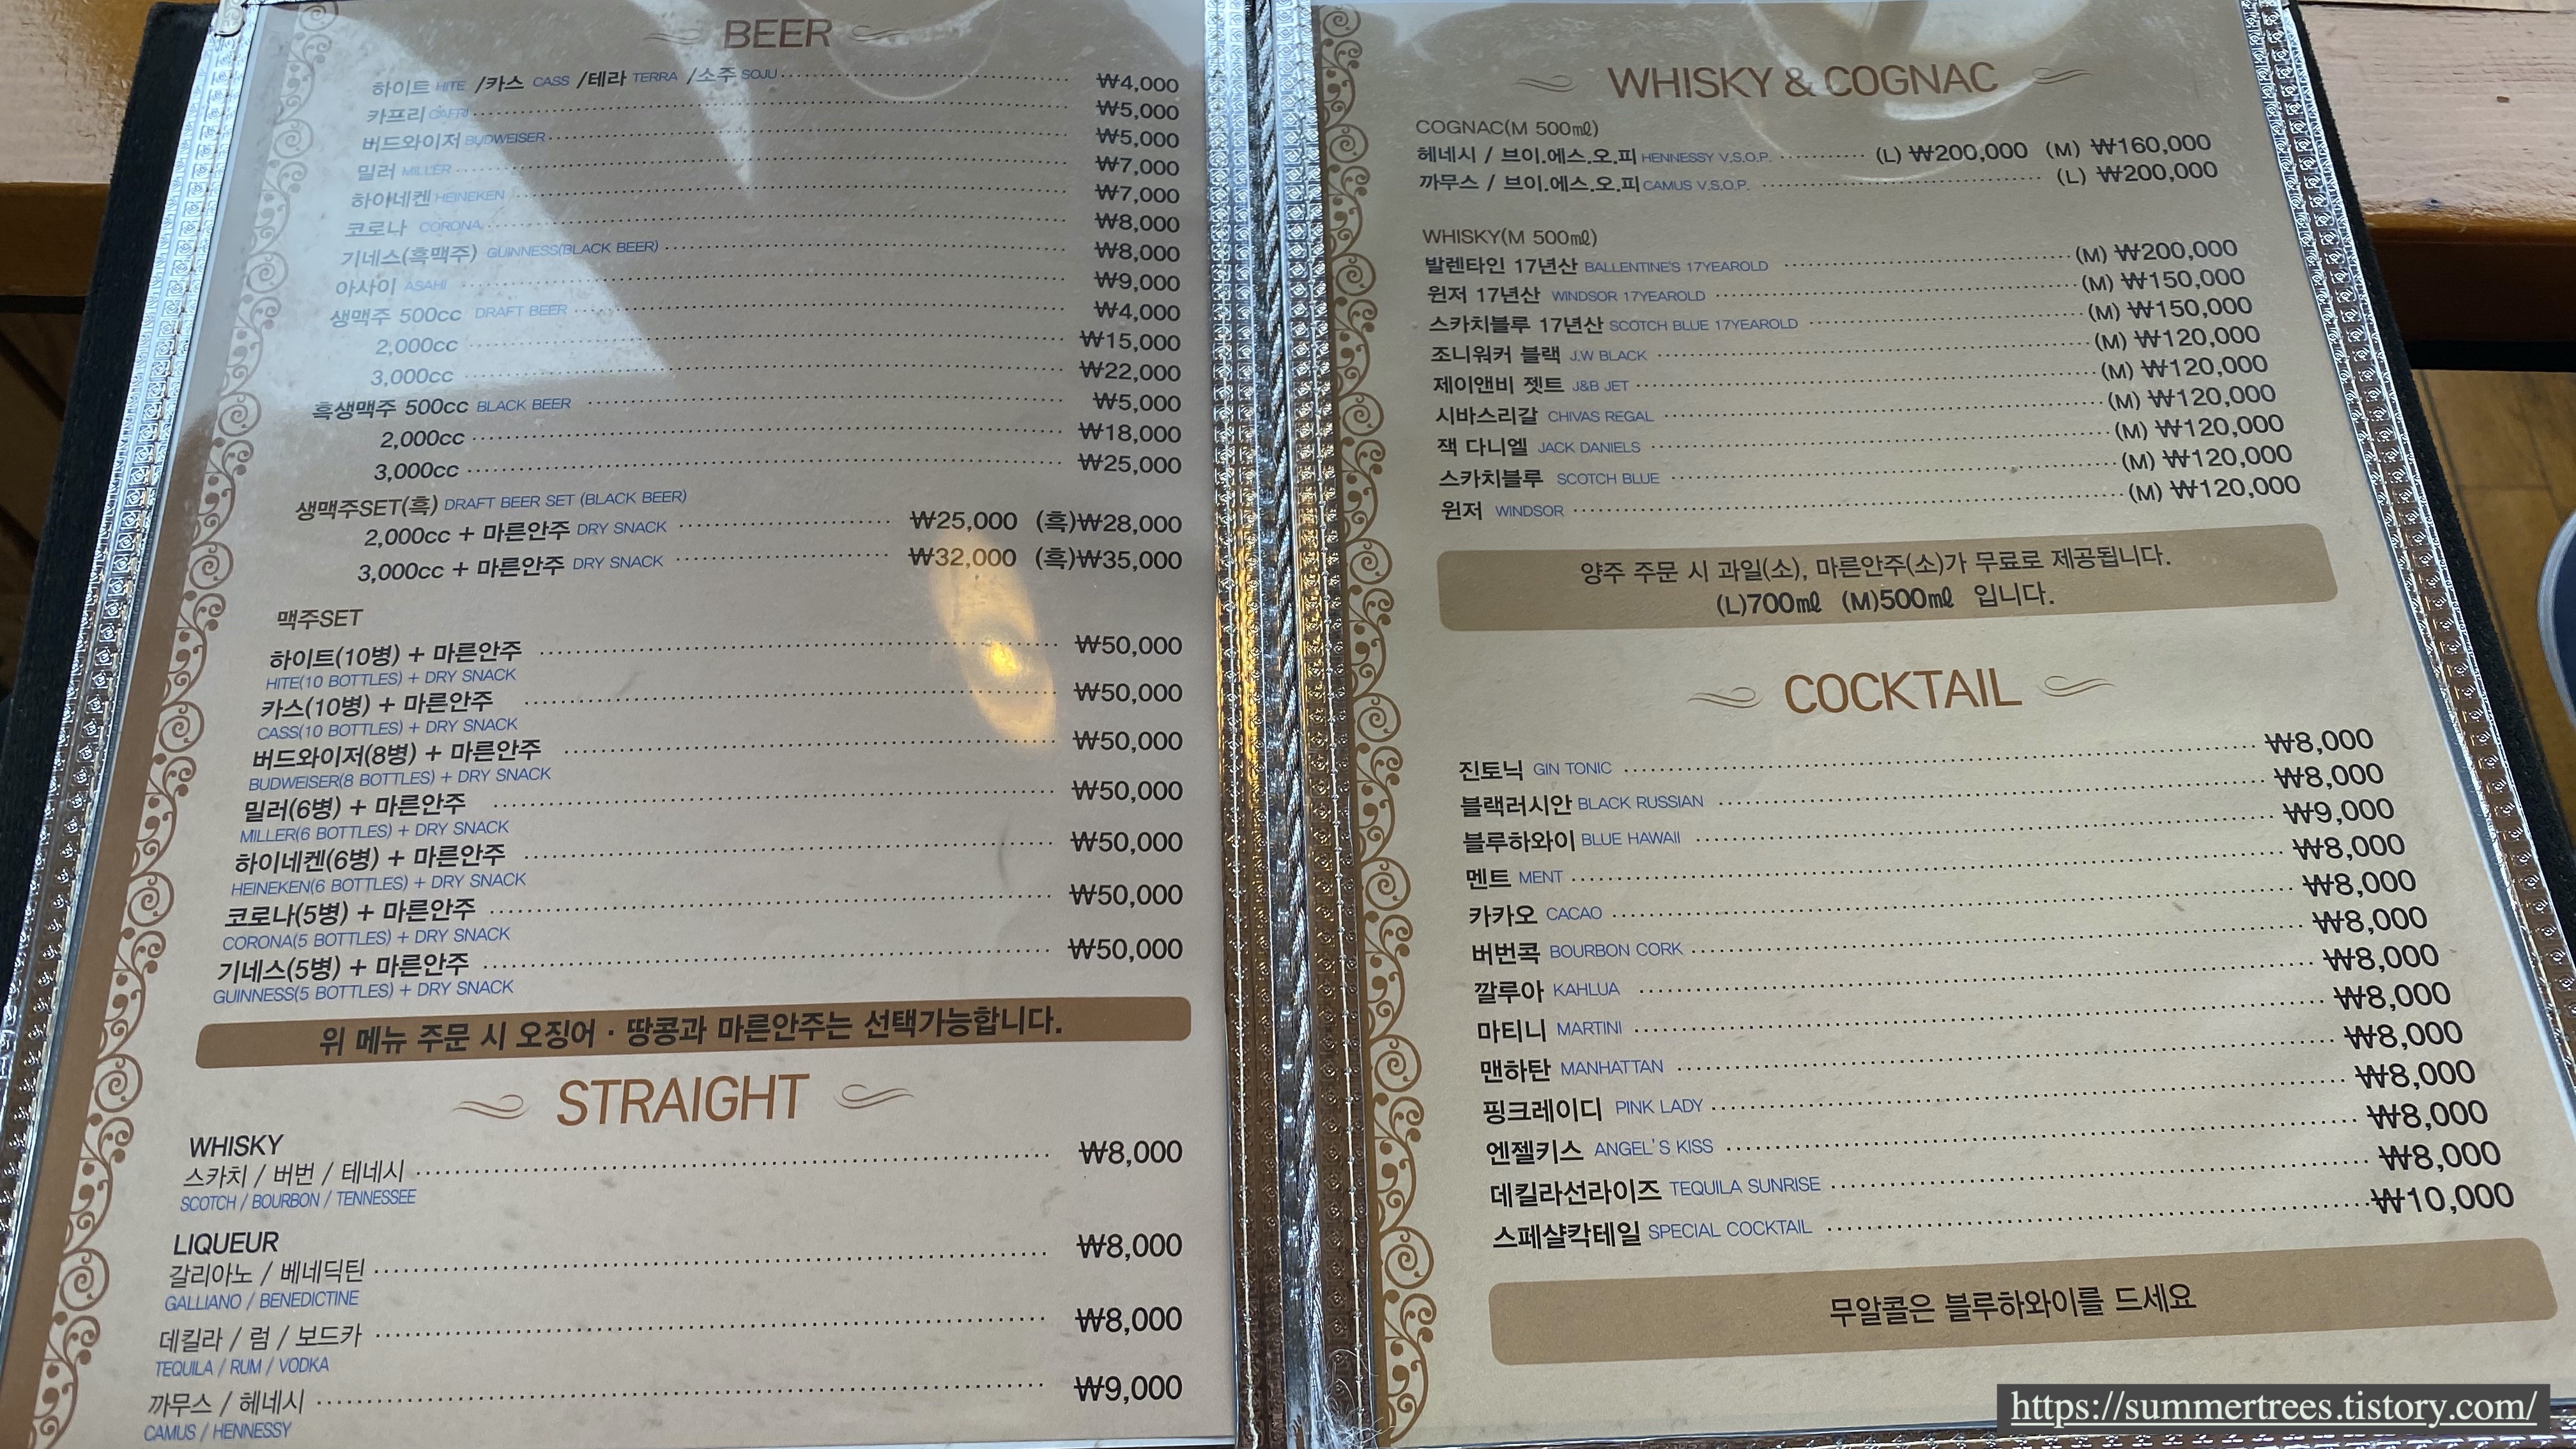 BEER
하이트 HITE /카스 CASS /테라 TERRA /소주 SOJU ₩4,000
카프리 CAFRI ₩5,000
버드와이저 BUDWEISER ₩5,000
밀러 MILLER ₩7,000
하이네켄 HEINEKEN ₩7,000
코로나 CORONA ₩8,000
기네스(흑맥주) GUINNESS(BLACK BEER) ₩8,000
아사이 ASAHI ₩9,000
생맥주 500cc DRAFT BEER ₩4,000
2,000cc ₩15,000
3,000cc ₩22,000
흑생맥주 500cc BLACK BEER ₩5,000
2,000cc ₩18,000
3,000cc ₩25,000
생맥주SET(흑) DRAFT BEER SET (BLACK BEER)
2,000cc + 마른안주 DRY SNACK ₩25,000 (흑)₩28,000
3,000cc + 마른안주 DRY SNACK ₩32,000 (흑)₩35,000
맥주SET
하이트(10병) + 마른안주 ₩50,000
HITE(10 BOTTLES) + DRY SNACK
카스(10병) + 마른안주 ₩50,000
CASS(10 BOTTLES) + DRY SNACK
버드와이저(8병) + 마른안주 ₩50,000
BUDWEISER(8 BOTTLES) + DRY SNACK
밀러(6병) + 마른안주 ₩50,000
MILLER(6 BOTTLES) + DRY SNACK
하이네켄(6병) + 마른안주 ₩50,000
HEINEKEN(6 BOTTLES) + DRY SNACK
코로나(5병) + 마른안주 ₩50,000
CORONA(5 BOTTLES) + DRY SNACK
기네스(5병) + 마른안주 ₩50,000
GUINNESS(5 BOTTLES) + DRY SNACK
위 메뉴 주문 시 오징어 · 땅콩과 마른안주는 선택가능합니다.
STRAIGHT
WHISKY
스카치 / 버번 / 테네시 ₩8,000
SCOTCH / BOURBON / TENNESSEE
LIQUEUR
갈리아노 / 베네딕틴 ₩8,000
GALLIANO / BENEDICTINE
데킬라 / 럼 / 보드카 ₩8,000
TEQUILA / RUM / VODKA
까무스 / 헤네시 ₩9,000
CAMUS / HENNESSY
WHISKY & COGNAC
COGNAC(M 500㎖)
헤네시 / 브이.에스.오.피 HENNESSY V.S.O.P. (L) ₩200,000 (M) ₩160,000
까무스 / 브이.에스.오.피 CAMUS V.S.O.P. (L) ₩200,000
WHISKY(M 500㎖)
발렌타인 17년산 BALLENTINE'S 17YEAROLD (M) ₩200,000
윈저 17년산 WINDSOR 17YEAROLD (M) ₩150,000
스카치블루 17년산 SCOTCH BLUE 17YEAROLD (M) ₩150,000
조니워커 블랙 J.W BLACK (M) ₩120,000
제이앤비 젯트 J&B JET (M) ₩120,000
시바스리갈 CHIVAS REGAL (M) ₩120,000
잭 다니엘 JACK DANIELS (M) ₩120,000
스카치블루 SCOTCH BLUE (M) ₩120,000
윈저 WINDSOR (M) ₩120,000
양주 주문 시 과일(소), 마른안주(소)가 무료로 제공됩니다.
(L)700㎖ (M)500㎖ 입니다.
COCKTAIL
진토닉 GIN TONIC ₩8,000
블랙러시안 BLACK RUSSIAN ₩8,000
블루하와이 BLUE HAWAII ₩9,000
멘트 MENT ₩8,000
카카오 CACAO ₩8,000
버번콕 BOURBON CORK ₩8,000
깔루아 KAHLUA ₩8,000
마티니 MARTINI ₩8,000
맨하탄 MANHATTAN ₩8,000
핑크레이디 PINK LADY ₩8,000
엔젤키스 ANGEL'S KISS ₩8,000
데킬라선라이즈 TEQUILA SUNRISE ₩8,000
스페샬칵테일 SPECIAL COCKTAIL ₩10,000
무알콜은 블루하와이를 드세요
https://summertrees.tistory.com/